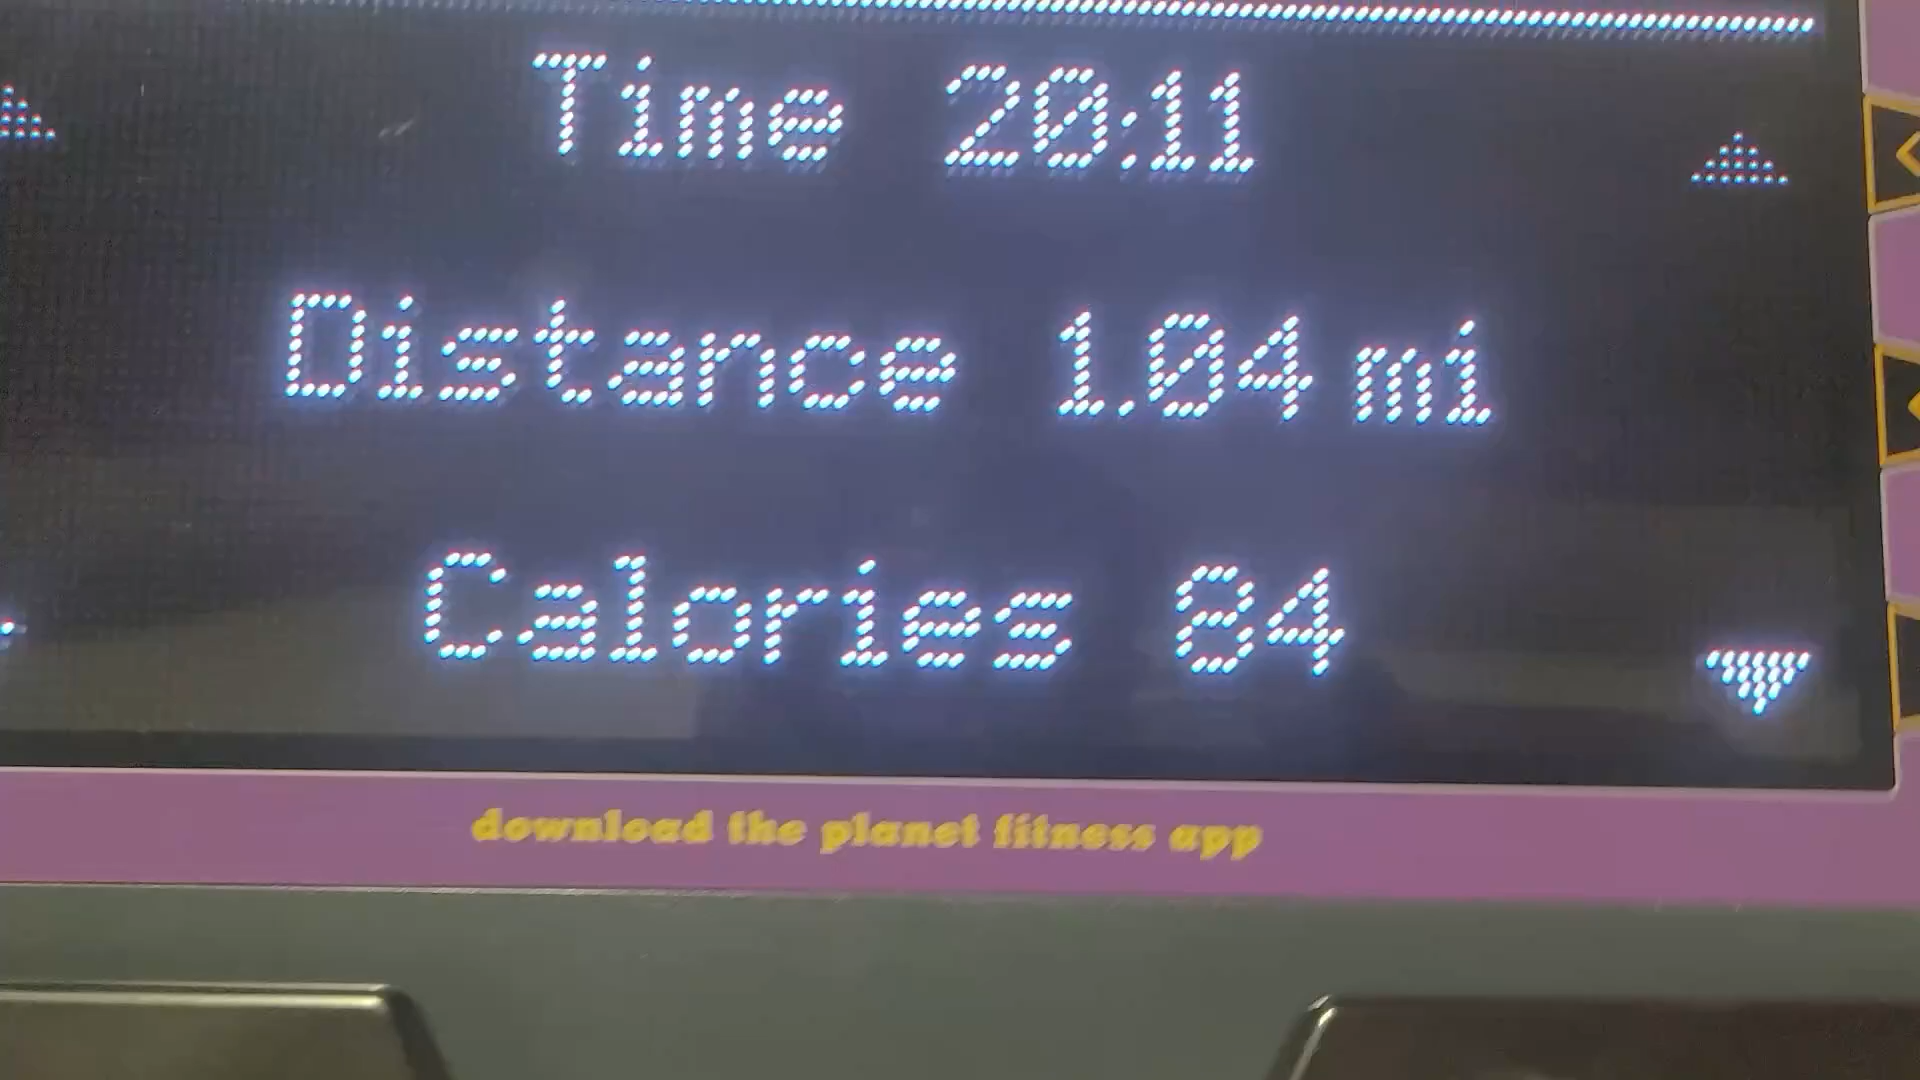 Time 20:11
Distance 1.04 mi
Calories 84
download the planet fitness app